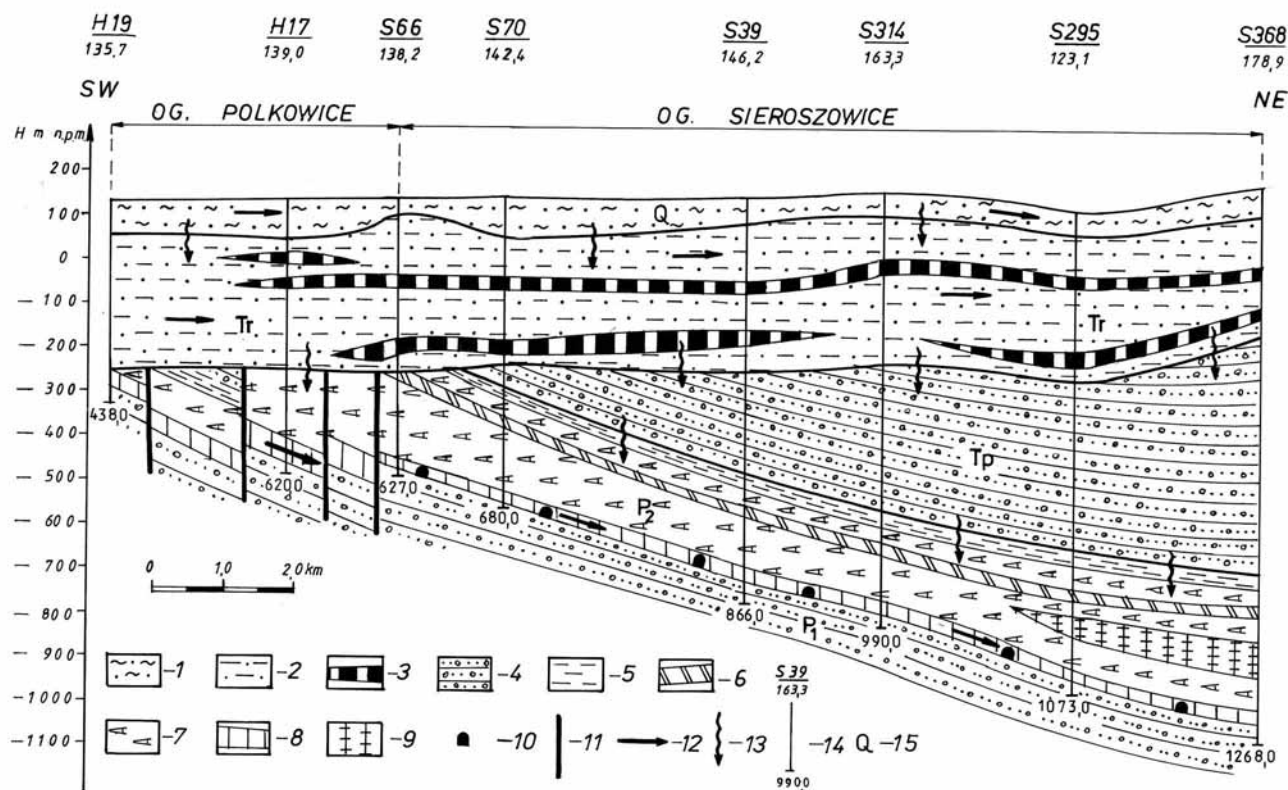 H19 H17 S66 S70 S39 S314 S295 S368
135,7 139,0 138,2 142,4 146,2 163,3 123,1 178,9
SW NE
OG. POLKOWICE OG. SIEROSZOWICE
H m n.p.m.
200
100
Q
0
-100
Tr Tr
-200
-300
438,0
-400
Tp
-500
620,0 627,0
680,0 P2
-600
-700
0 1,0 2,0 km
-800
866,0 P1 990,0
-900
-1 -2 -3 -4 -5 -6 S39
163,3
-1000
1073,0
-1100
-7 -8 -9 -10 -11 -12 -13 -14 Q -15
990,0
1268,0